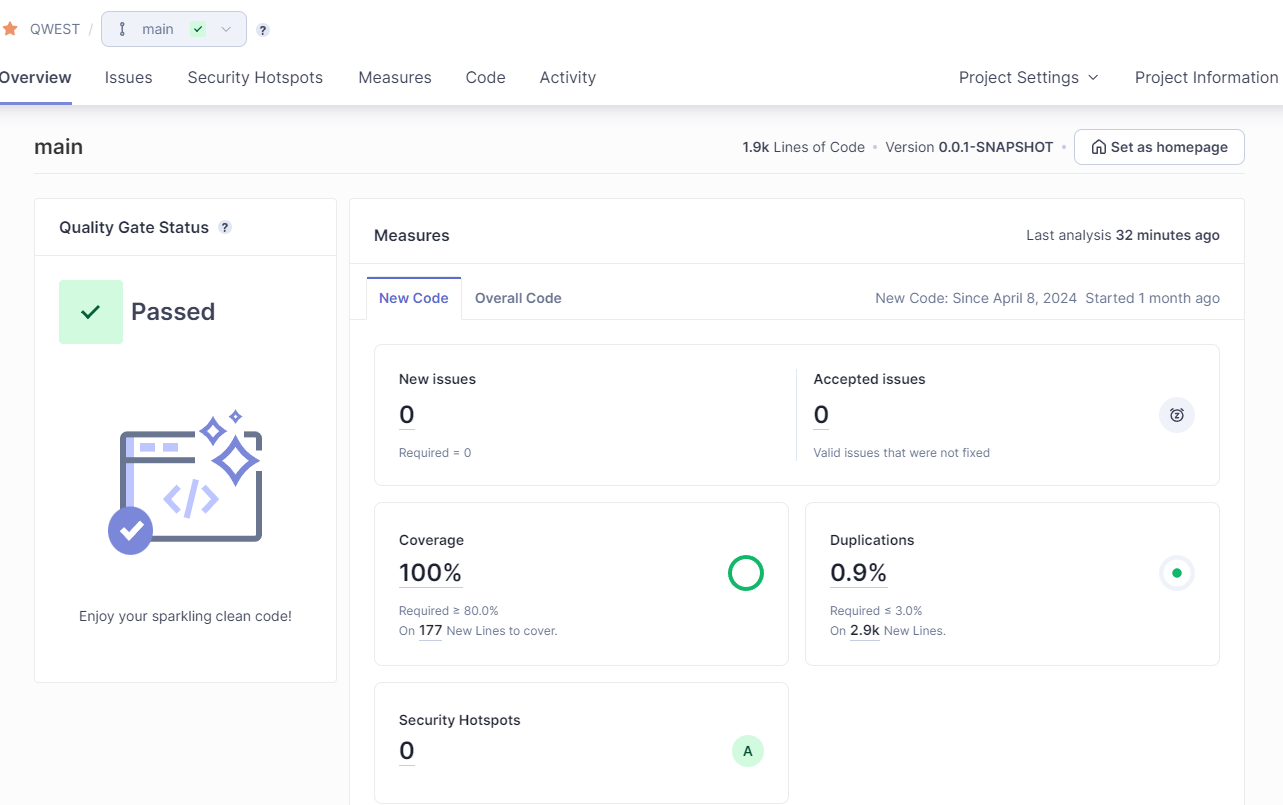 QWEST / main ?
Overview Issues Security Hotspots Measures Code Activity Project Settings Project Information
main 1.9k Lines of Code • Version 0.0.1-SNAPSHOT • Set as homepage
Quality Gate Status ?
Passed
</>
Enjoy your sparkling clean code!
Measures Last analysis 32 minutes ago
New Code Overall Code New Code: Since April 8, 2024 Started 1 month ago
New issues
0
Required = 0
Accepted issues
0
Valid issues that were not fixed
Coverage
100%
Required ≥ 80.0%
On 177 New Lines to cover.
Duplications
0.9%
Required ≤ 3.0%
On 2.9k New Lines.
Security Hotspots
0
A